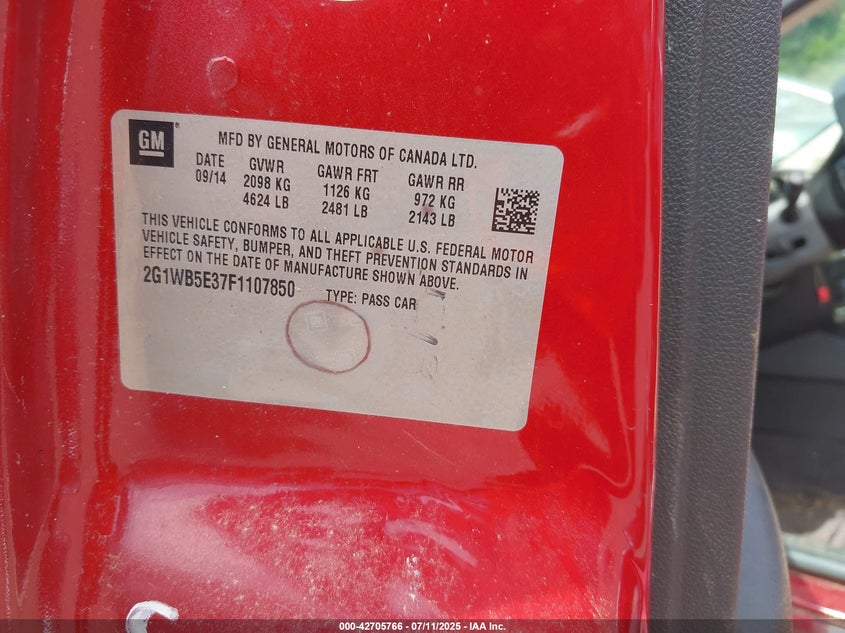 GM ®
MFD BY GENERAL MOTORS OF CANADA LTD.
DATE GVWR GAWR FRT GAWR RR
09/14 2098 KG 1126 KG 972 KG
4624 LB 2481 LB 2143 LB
THIS VEHICLE CONFORMS TO ALL APPLICABLE U.S. FEDERAL MOTOR
VEHICLE SAFETY, BUMPER, AND THEFT PREVENTION STANDARDS IN
EFFECT ON THE DATE OF MANUFACTURE SHOWN ABOVE.
2G1WB5E37F1107850 TYPE: PASS CAR
GM
000-42705766 - 07/11/2025 - IAA Inc.